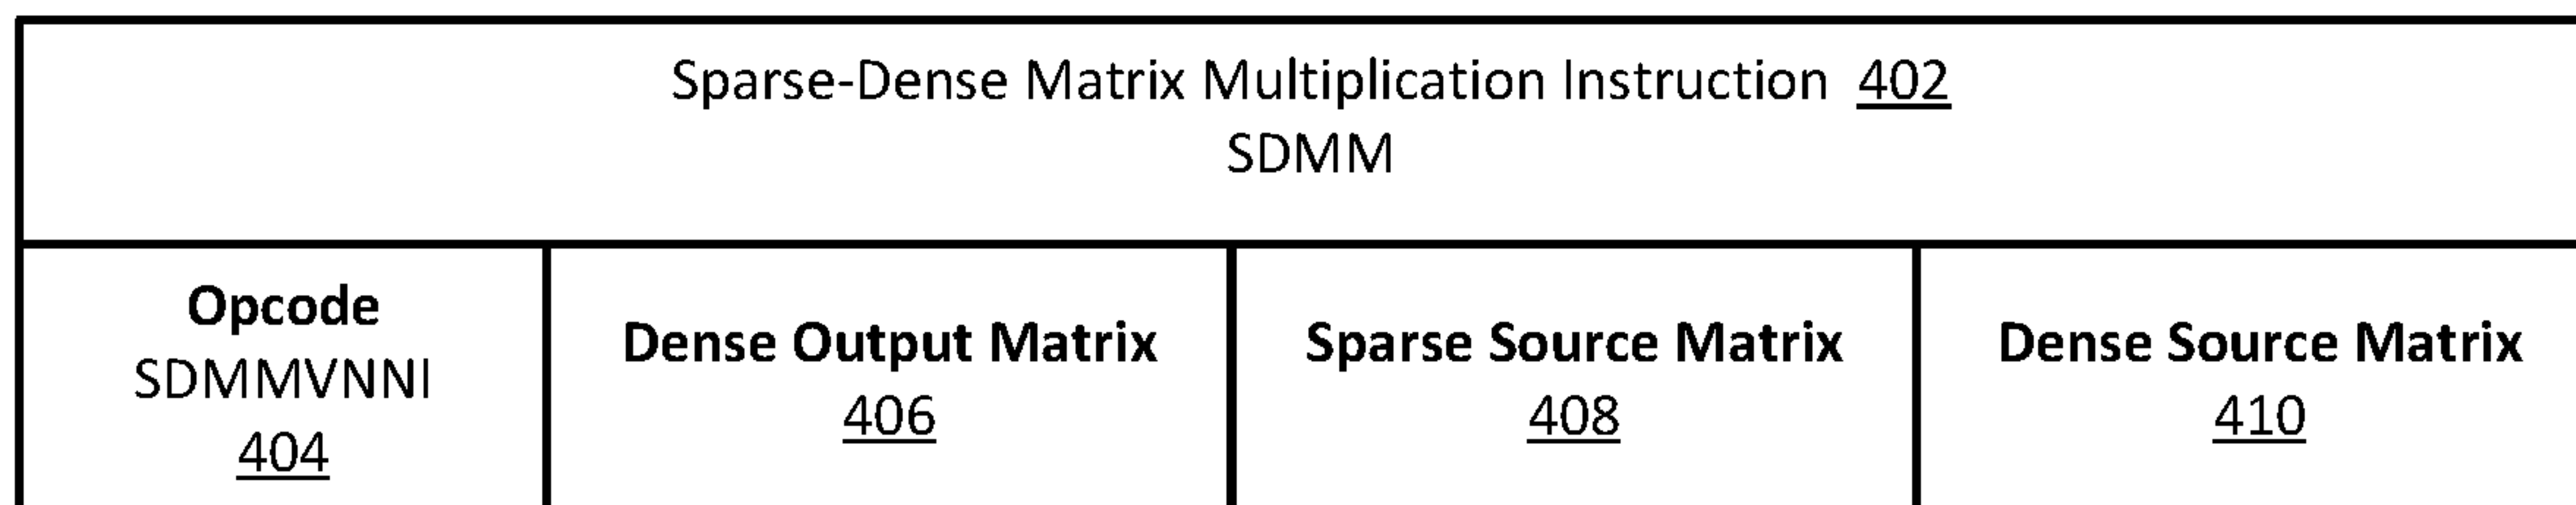 Sparse-Dense Matrix Multiplication Instruction 402
SDMM
Opcode
SDMMVNNI
404
Dense Output Matrix
406
Sparse Source Matrix
408
Dense Source Matrix
410